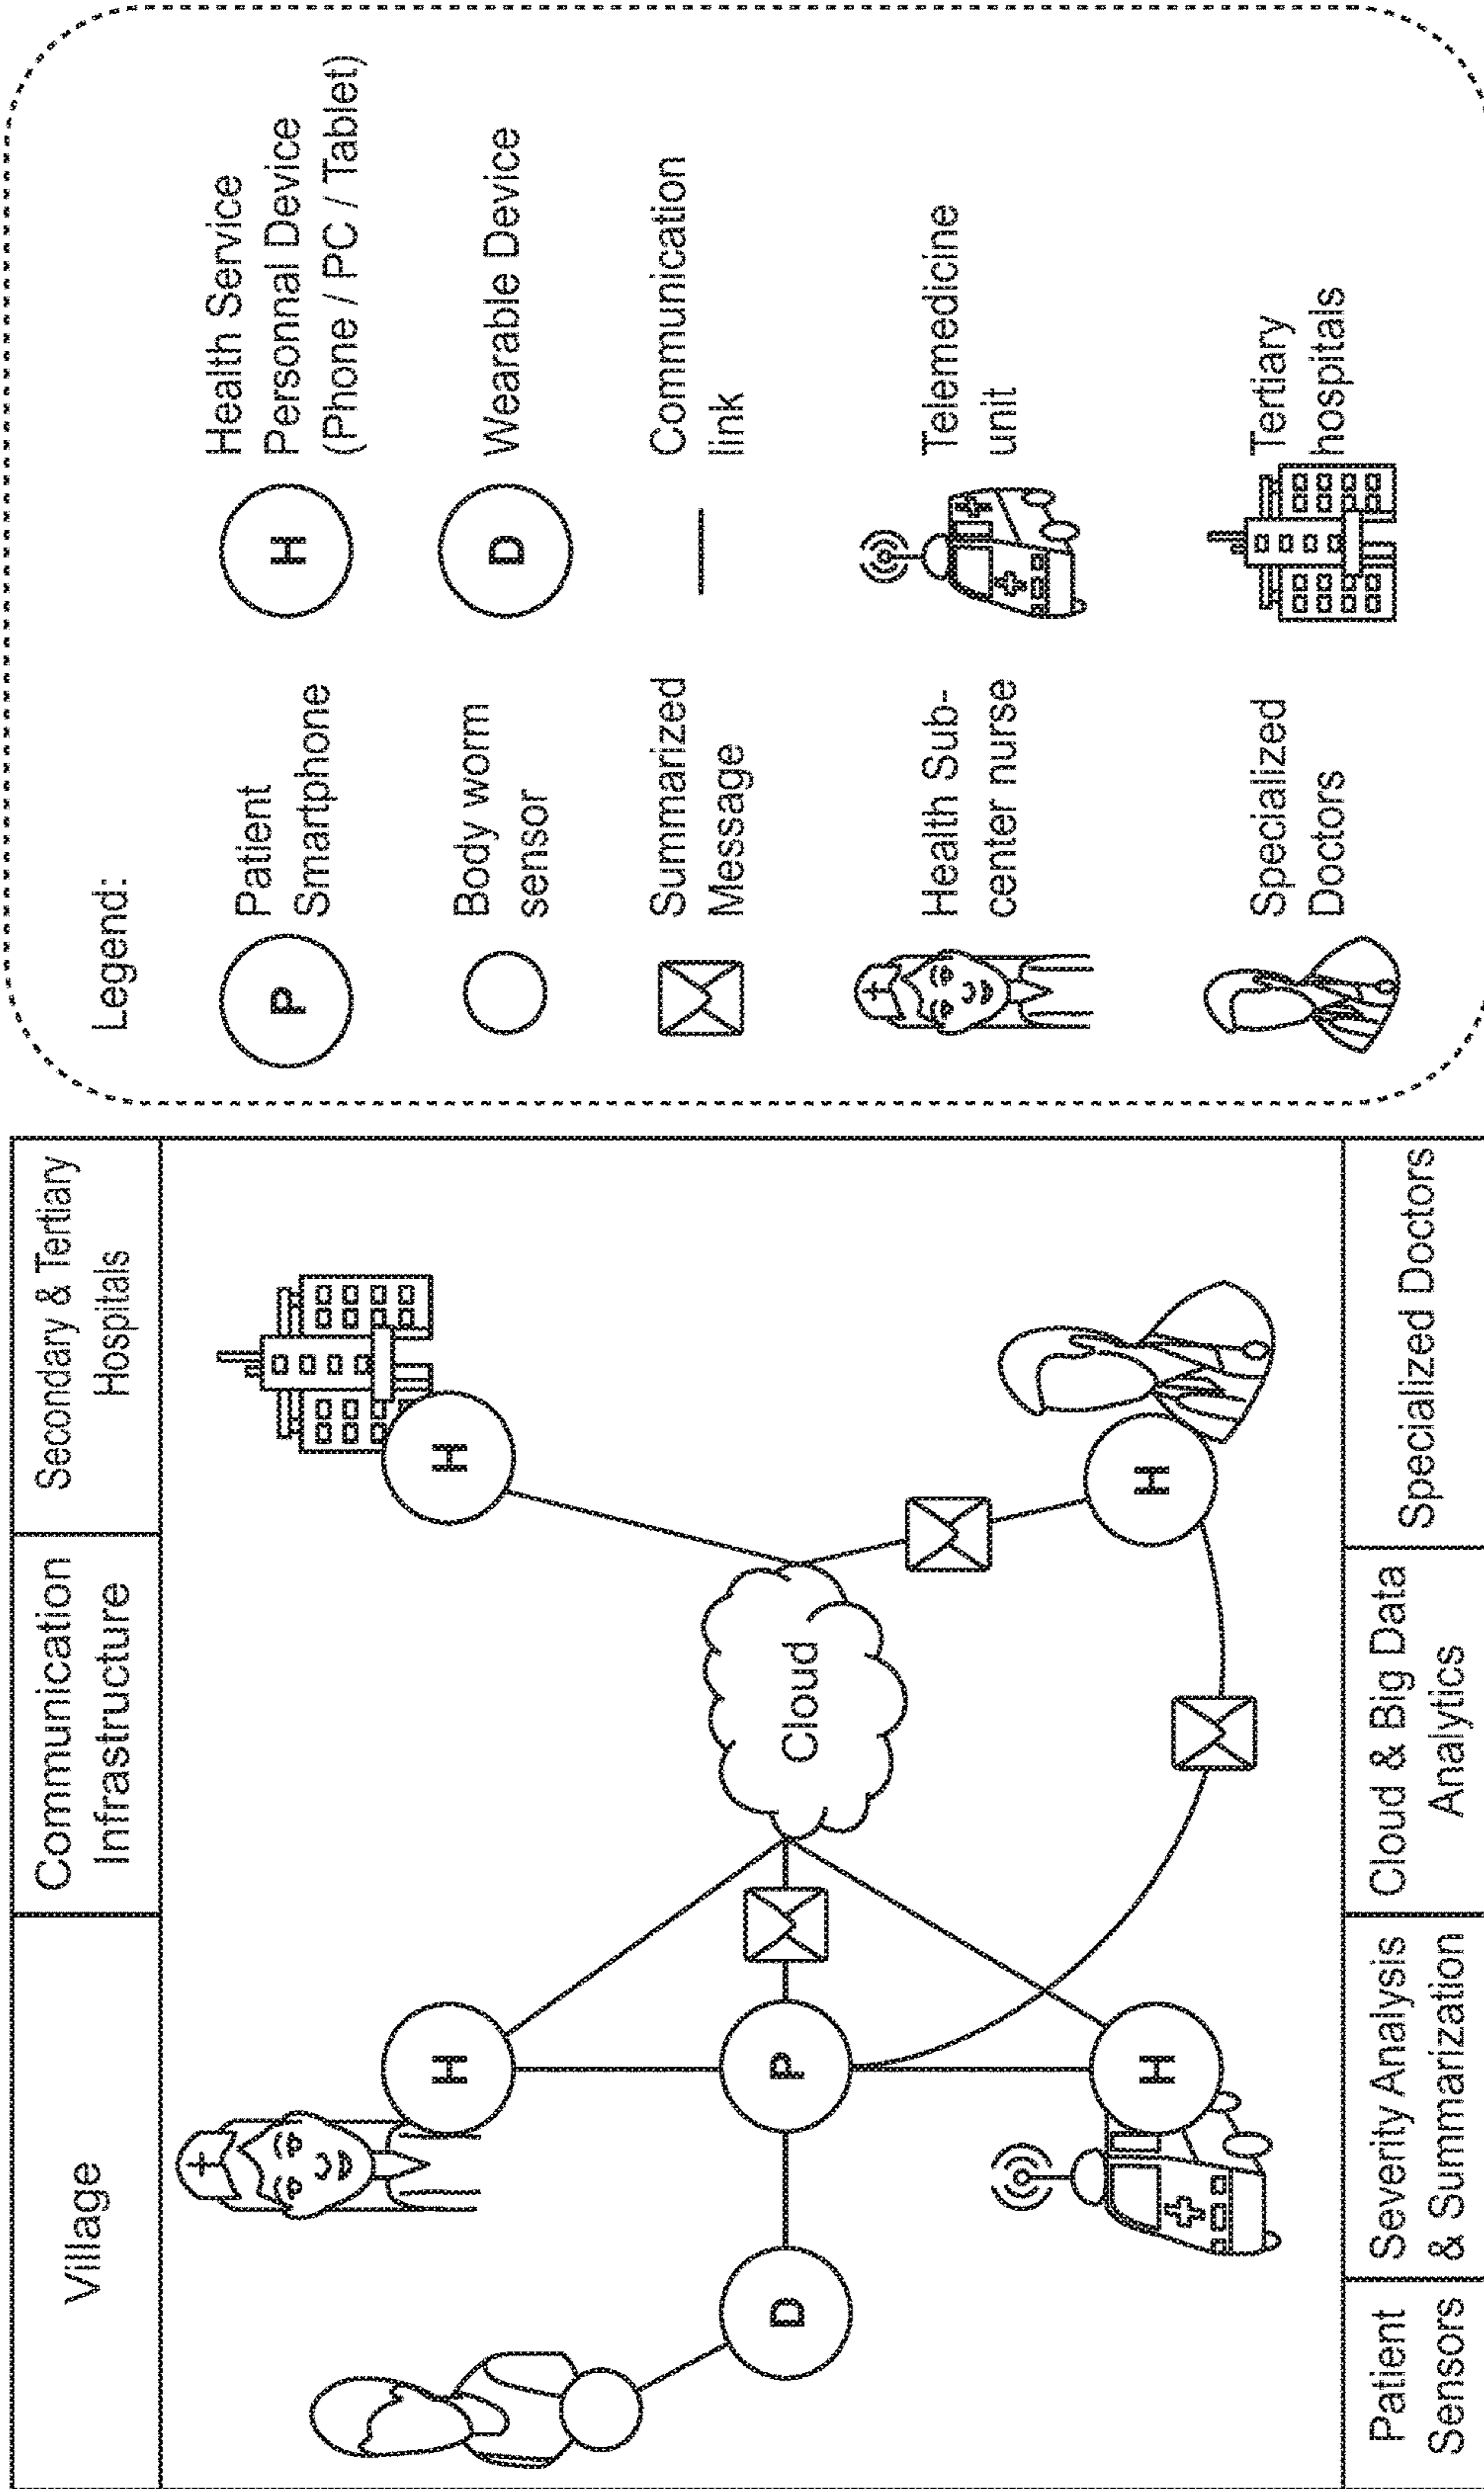 Village
Communication
Infrastructure
Secondary & Tertiary
Hospitals
H
H
D
P
Cloud
H
H
Patient
Sensors
Severity Analysis
& Summarization
Cloud & Big Data
Analytics
Specialized Doctors
Legend:
P
Patient
Smartphone
H
Health Service
Personnal Device
(Phone / PC / Tablet)
Body worm
sensor
D
Wearable Device
Summarized
Message
Communication
link
Health Sub-
center nurse
Telemedicine
unit
Specialized
Doctors
Tertiary
hospitals